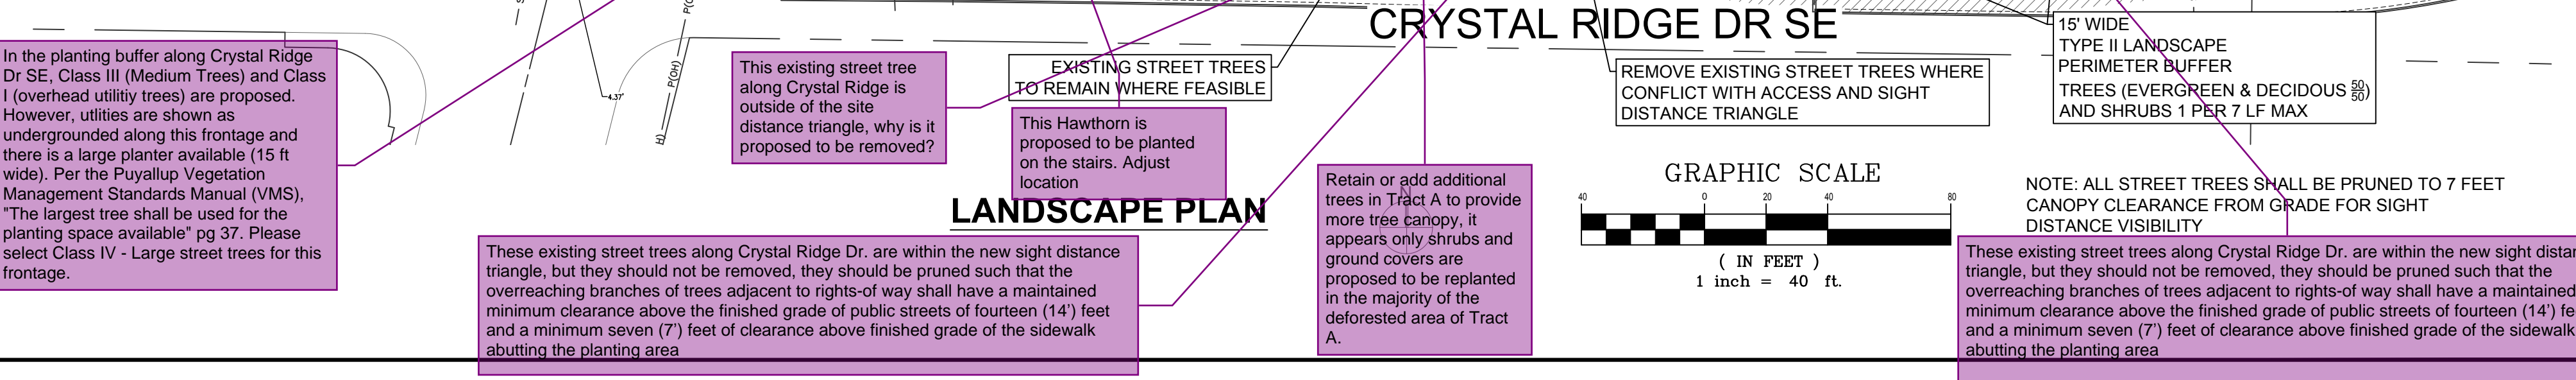 In the planting buffer along Crystal Ridge
Dr SE, Class III (Medium Trees) and Class
I (overhead utilitiy trees) are proposed.
However, utlities are shown as
undergrounded along this frontage and
there is a large planter available (15 ft
wide). Per the Puyallup Vegetation
Management Standards Manual (VMS),
"The largest tree shall be used for the
planting space available" pg 37. Please
select Class IV - Large street trees for this
frontage.
4.37'
P(OH)
H)
This existing street tree
along Crystal Ridge is
outside of the site
distance triangle, why is it
proposed to be removed?
EXISTING STREET TREES
TO REMAIN WHERE FEASIBLE
This Hawthorn is
proposed to be planted
on the stairs. Adjust
location
LANDSCAPE PLAN
These existing street trees along Crystal Ridge Dr. are within the new sight distance
triangle, but they should not be removed, they should be pruned such that the
overreaching branches of trees adjacent to rights-of way shall have a maintained
minimum clearance above the finished grade of public streets of fourteen (14') feet
and a minimum seven (7') feet of clearance above finished grade of the sidewalk
abutting the planting area
CRYSTAL RIDGE DR SE
Retain or add additional
trees in Tract A to provide
more tree canopy, it
appears only shrubs and
ground covers are
proposed to be replanted
in the majority of the
deforested area of Tract
A.
N
REMOVE EXISTING STREET TREES WHERE
CONFLICT WITH ACCESS AND SIGHT
DISTANCE TRIANGLE
GRAPHIC SCALE
40 0 20 40 80
( IN FEET )
1 inch = 40 ft.
15' WIDE
TYPE II LANDSCAPE
PERIMETER BUFFER
TREES (EVERGREEN & DECIDOUS 50/50)
AND SHRUBS 1 PER 7 LF MAX
NOTE: ALL STREET TREES SHALL BE PRUNED TO 7 FEET
CANOPY CLEARANCE FROM GRADE FOR SIGHT
DISTANCE VISIBILITY
These existing street trees along Crystal Ridge Dr. are within the new sight
triangle, but they should not be removed, they should be pruned such that the
overreaching branches of trees adjacent to rights-of way shall have a maintained
minimum clearance above the finished grade of public streets of fourteen (14')
and a minimum seven (7') feet of clearance above finished grade of the sidewalk
abutting the planting area